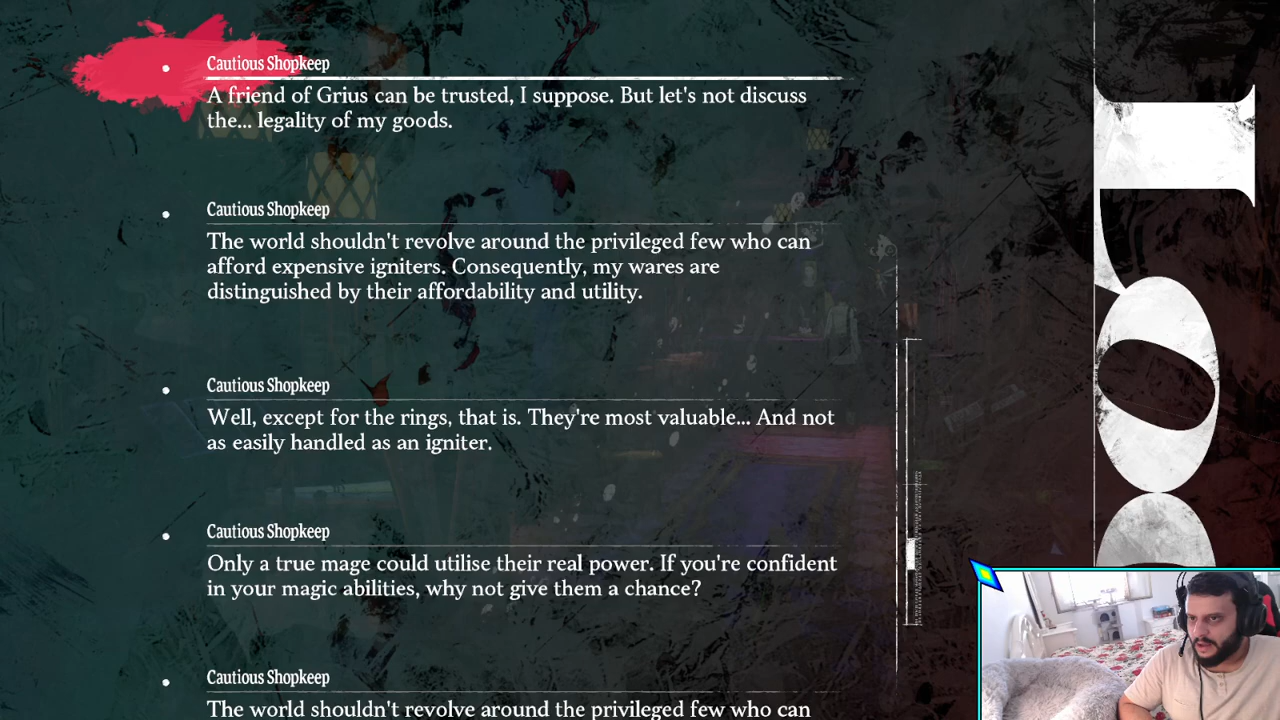 Cautious Shopkeep
A friend of Grius can be trusted, I suppose. But let's not discuss
the... legality of my goods.
Cautious Shopkeep
The world shouldn't revolve around the privileged few who can
afford expensive igniters. Consequently, my wares are
distinguished by their affordability and utility.
Cautious Shopkeep
Well, except for the rings, that is. They're most valuable... And not
as easily handled as an igniter.
Cautious Shopkeep
Only a true mage could utilise their real power. If you're confident
in your magic abilities, why not give them a chance?
Cautious Shopkeep
The world shouldn't revolve around the privileged few who can